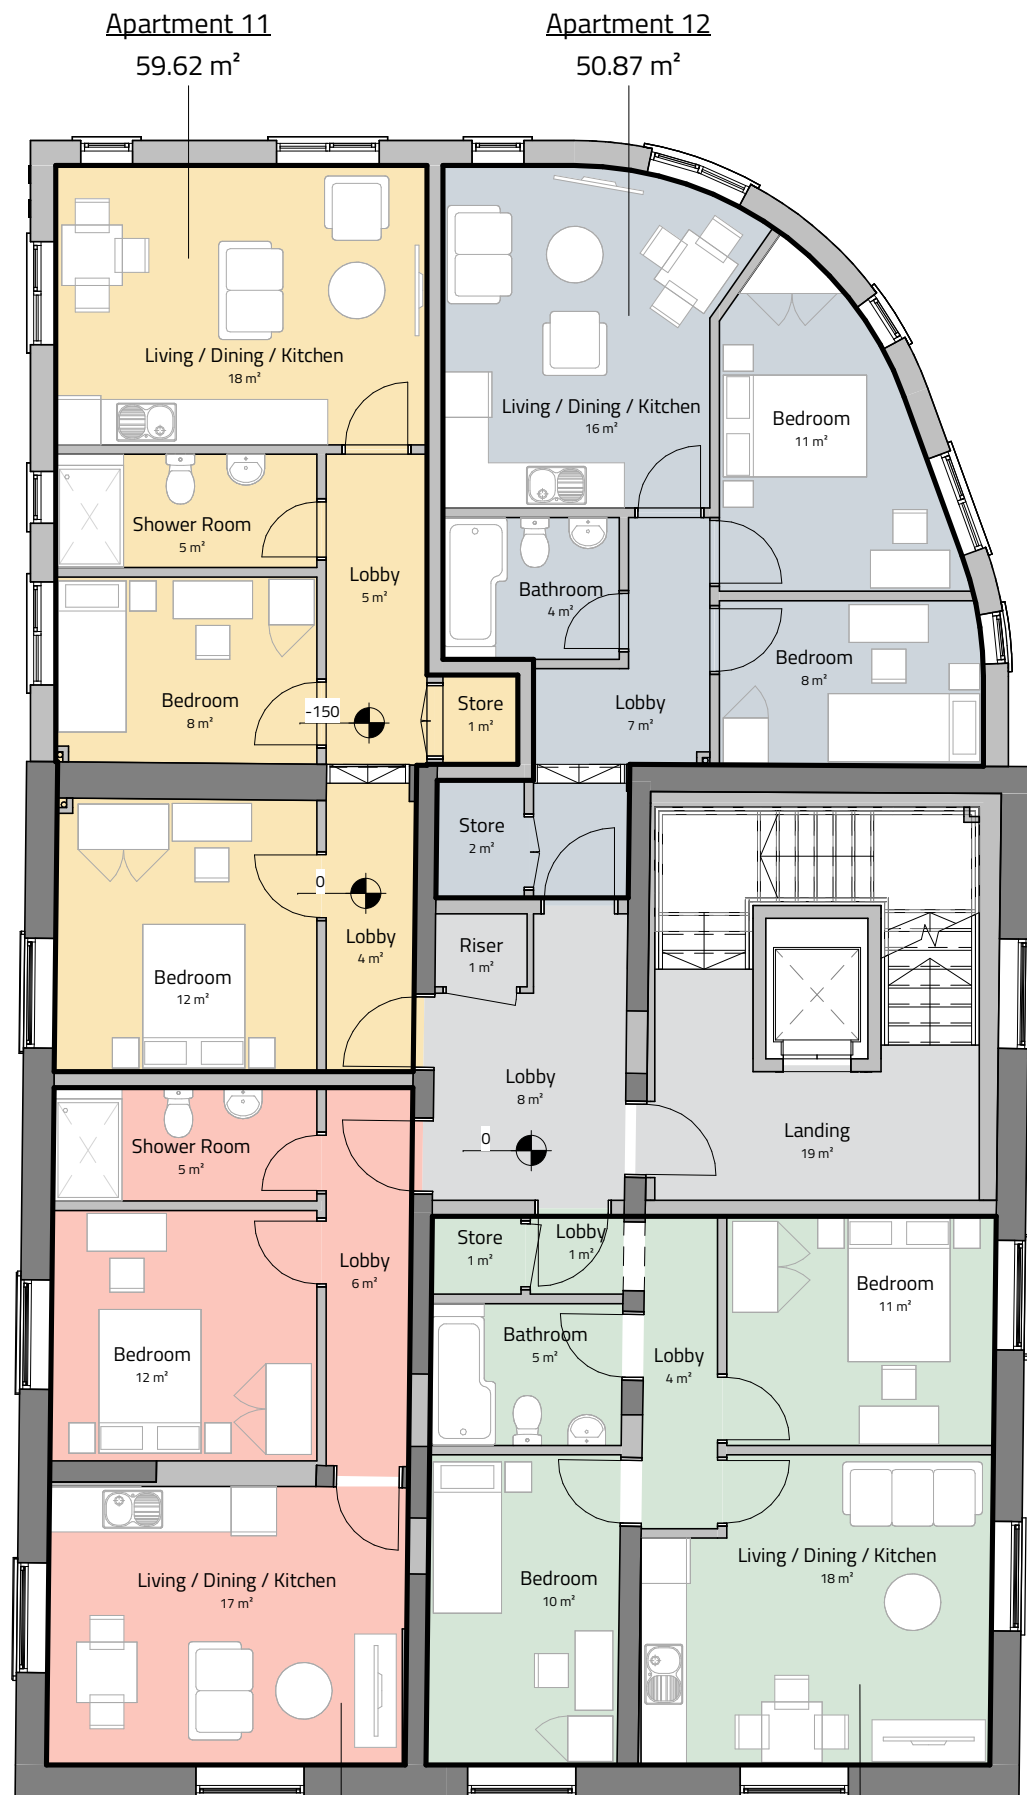 Apartment 11
59.62 m²
Apartment 12
50.87 m²
Living / Dining / Kitchen
18 m²
Living / Dining / Kitchen
16 m²
Bedroom
11 m²
Shower Room
5 m²
Lobby
5 m²
Bathroom
4 m²
Bedroom
8 m²
Bedroom
8 m²
-150
Store
1 m²
Lobby
7 m²
Store
2 m²
0
Lobby
4 m²
Bedroom
12 m²
Riser
1 m²
Lobby
8 m²
0
Landing
19 m²
Shower Room
5 m²
Lobby
6 m²
Store
1 m²
Lobby
1 m²
Bedroom
11 m²
Bedroom
12 m²
Bathroom
5 m²
Lobby
4 m²
Living / Dining / Kitchen
17 m²
Bedroom
10 m²
Living / Dining / Kitchen
18 m²